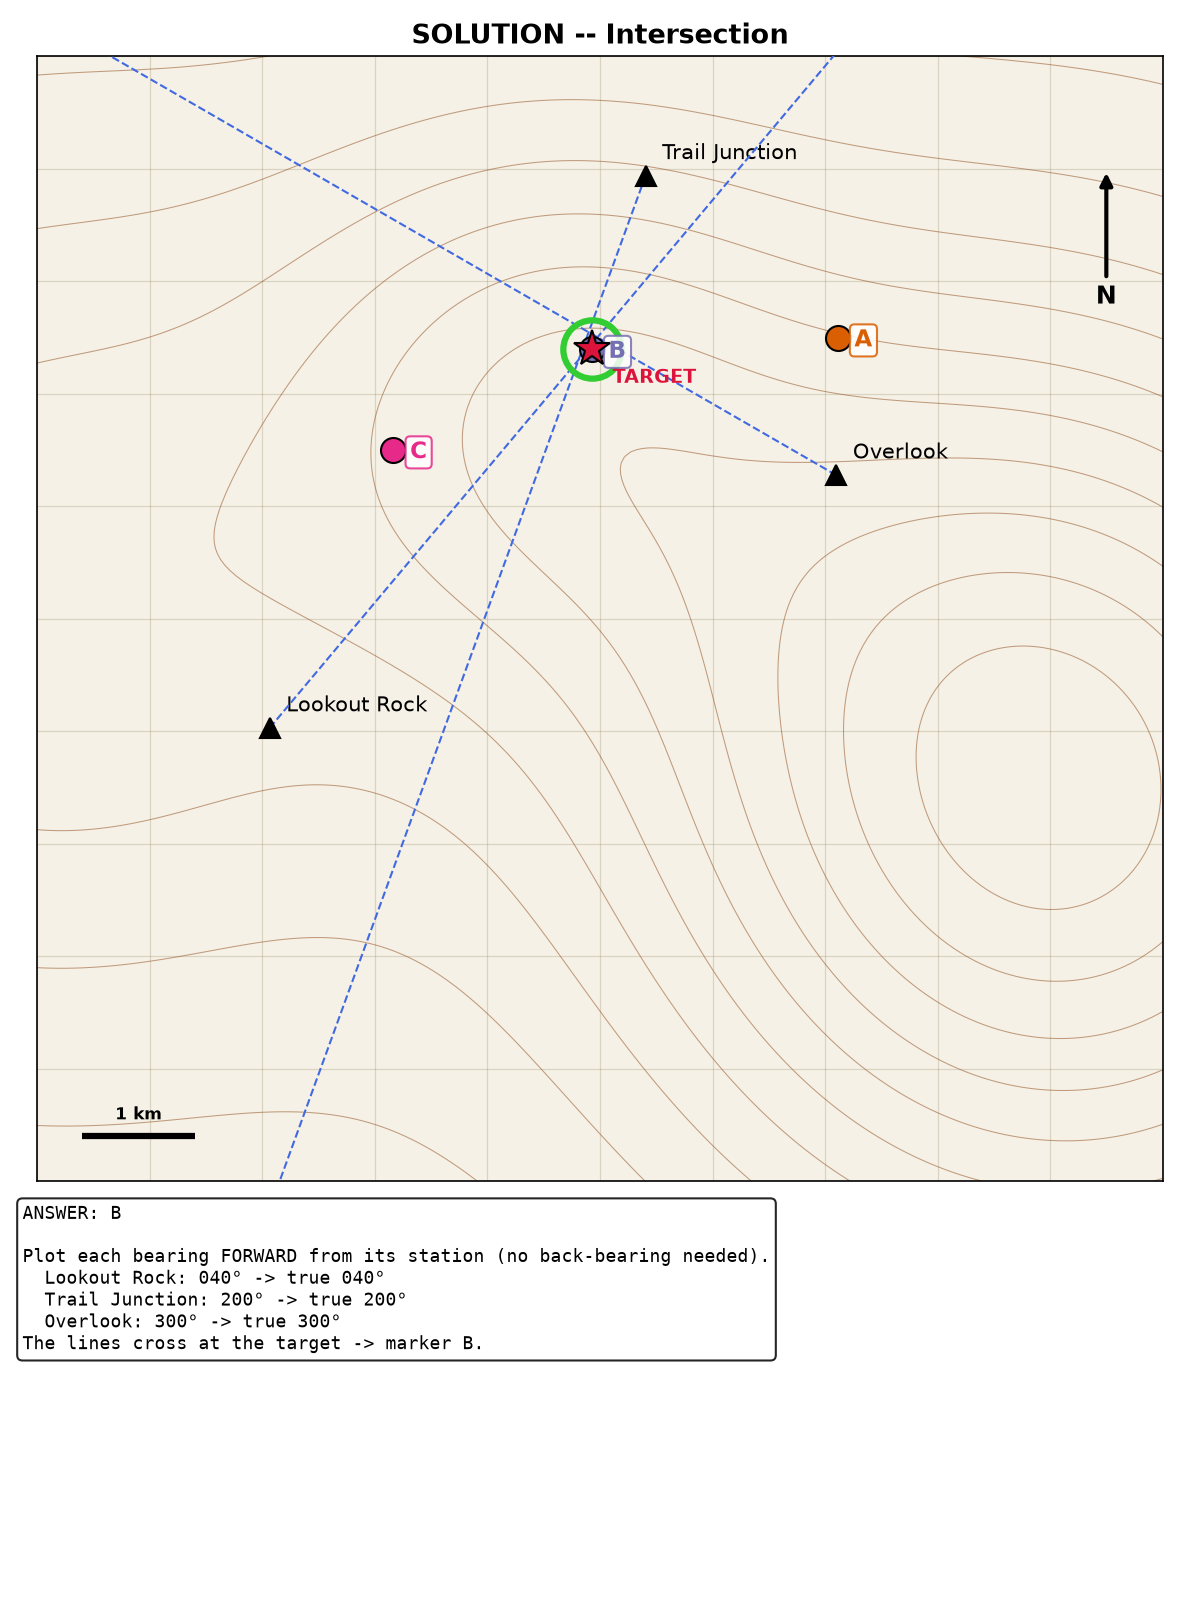 SOLUTION -- Intersection
Trail Junction
N
A
B
TARGET
C
Overlook
Lookout Rock
1 km
ANSWER: B
Plot each bearing FORWARD from its station (no back-bearing needed).
Lookout Rock: 040° -> true 040°
Trail Junction: 200° -> true 200°
Overlook: 300° -> true 300°
The lines cross at the target -> marker B.